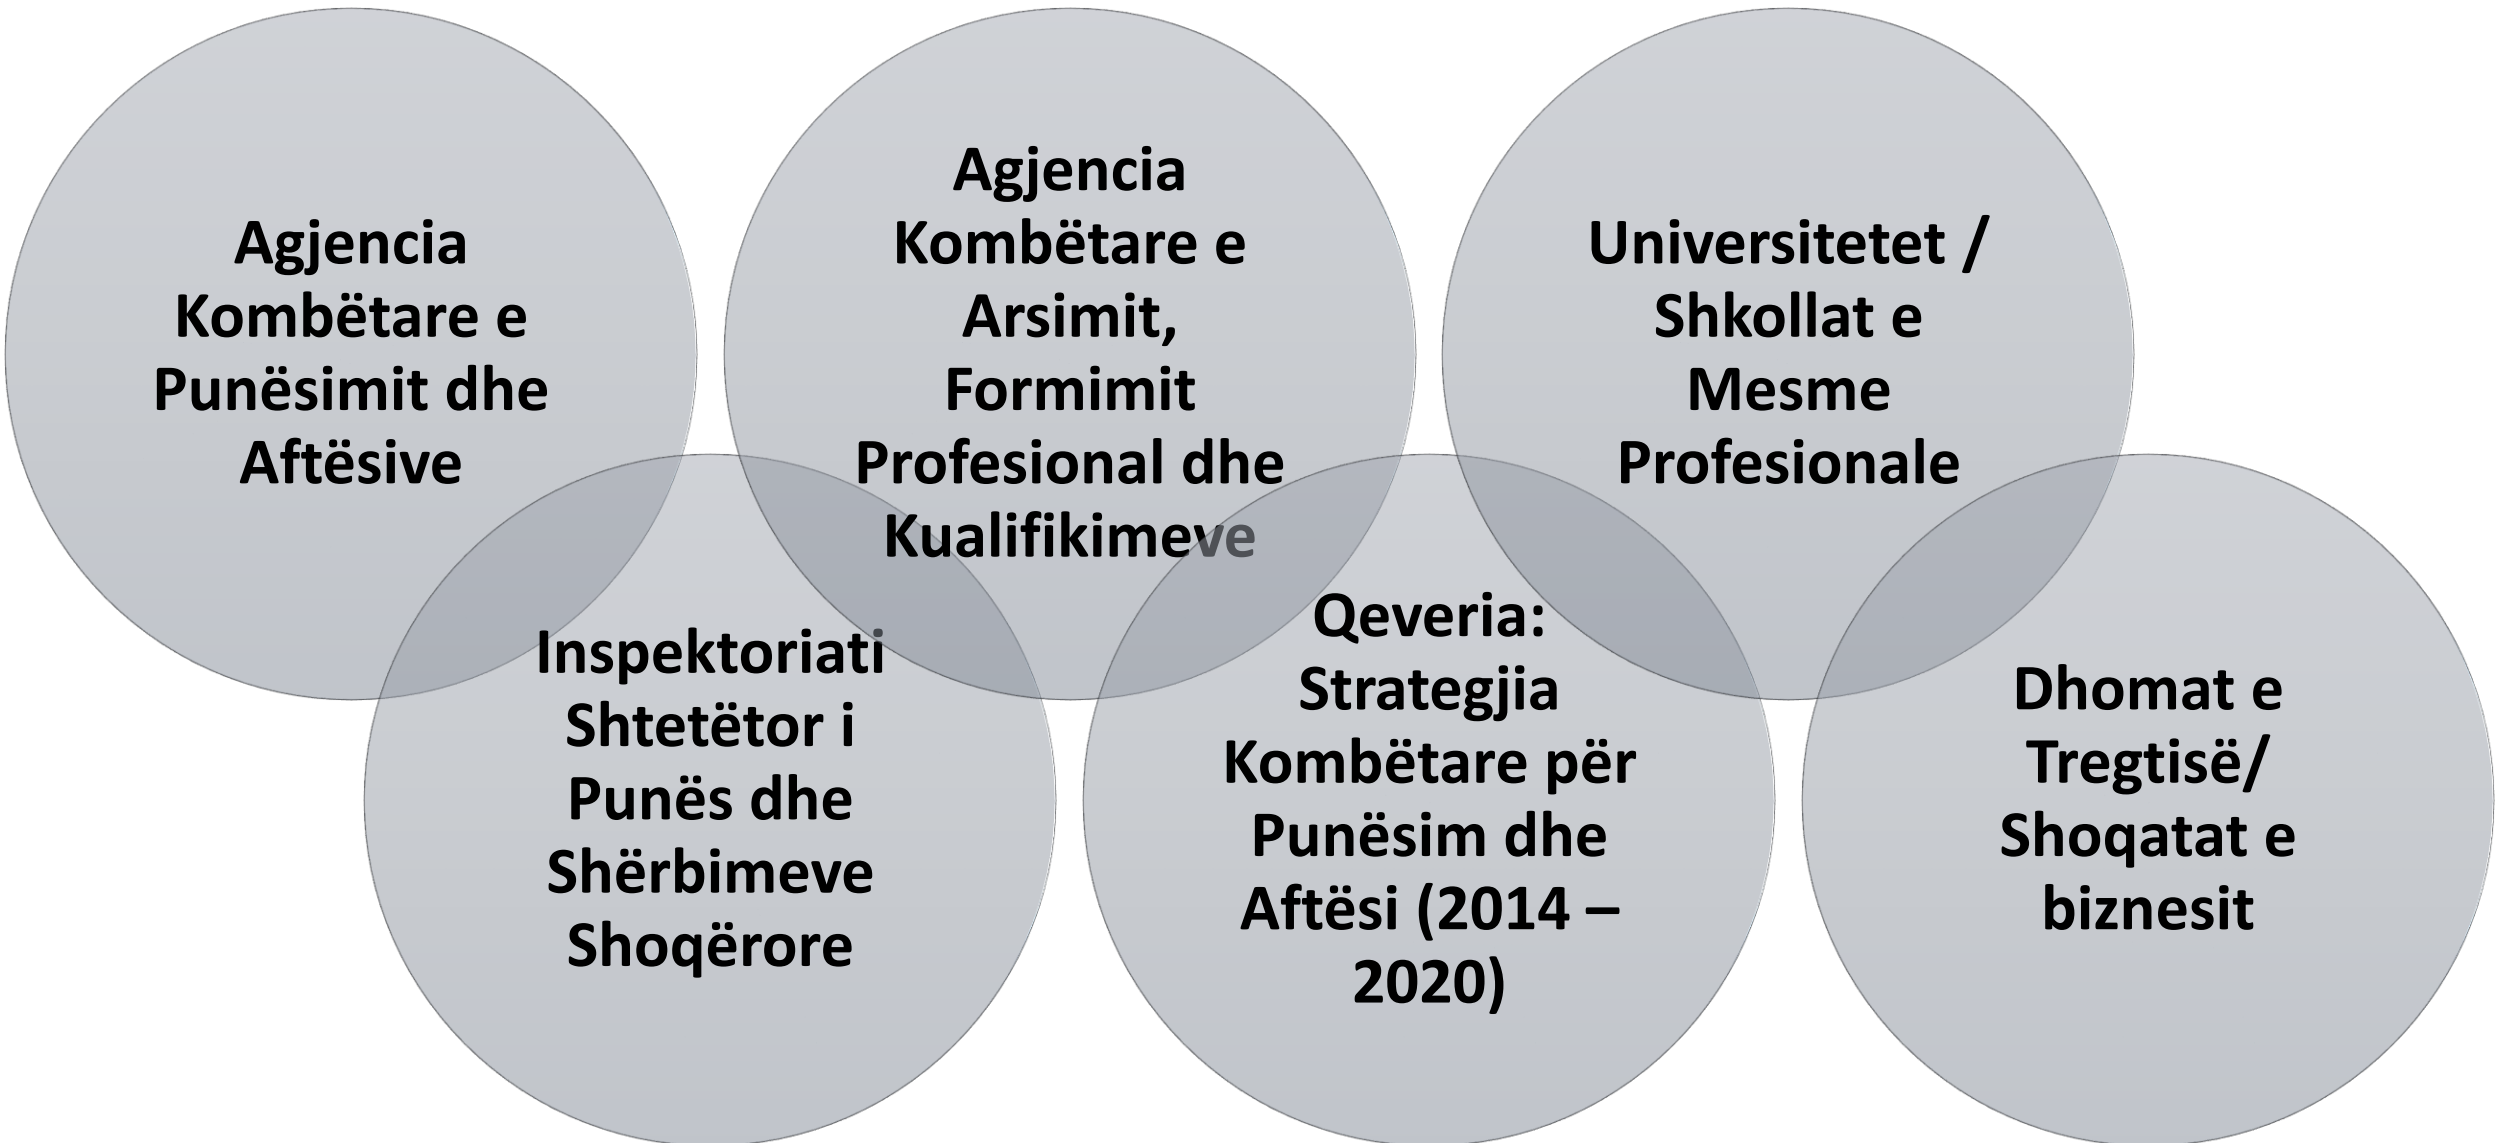 Agjencia
Kombëtare e
Punësimit dhe
Aftësive
Inspektoriati
Shtetëtor i
Punës dhe
Shërbimeve
Shoqërore
Agjencia
Kombëtare e
Arsimit,
Formimit
Profesional dhe
Kualifikimeve
Qeveria:
Strategjia
Kombëtare për
Punësim dhe
Aftësi (2014 –
2020)
Universitetet /
Shkollat e
Mesme
Profesionale
Dhomat e
Tregtisë/
Shoqatat e
biznesit